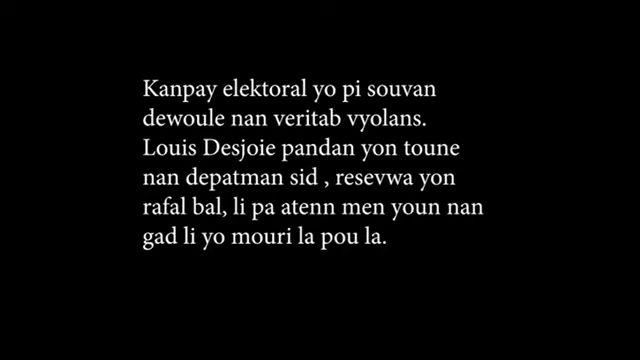 Kanpay elektoral yo pi souvan
dewoule nan veritab vyolans.
Louis Desjoie pandan yon toune
nan depatman sid , resevwa yon
rafal bal, li pa atenn men youn nan
gad li yo mouri la pou la.